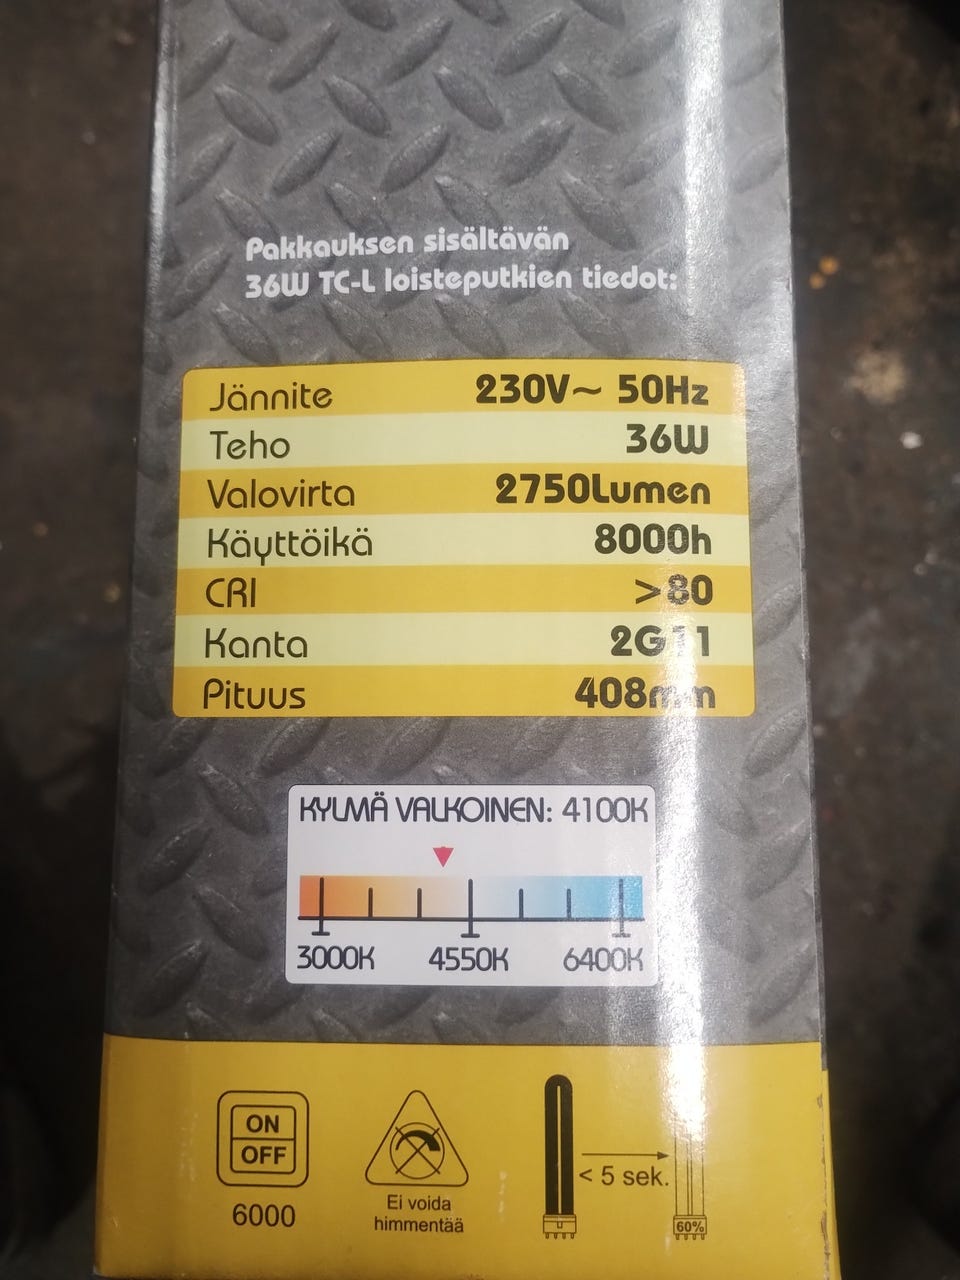 Pakkauksen sisältävän
36W TC-L loisteputkien tiedot:
Jännite 230V~ 50Hz
Teho 36W
Valovirta 2750Lumen
Käyttöikä 8000h
CRI >80
Kanta 2G11
Pituus 408mm
KYLMÄ VALKOINEN: 4100K
3000K 4550K 6400K
ON
OFF
6000
Ei voida
himmentää
< 5 sek.
60%